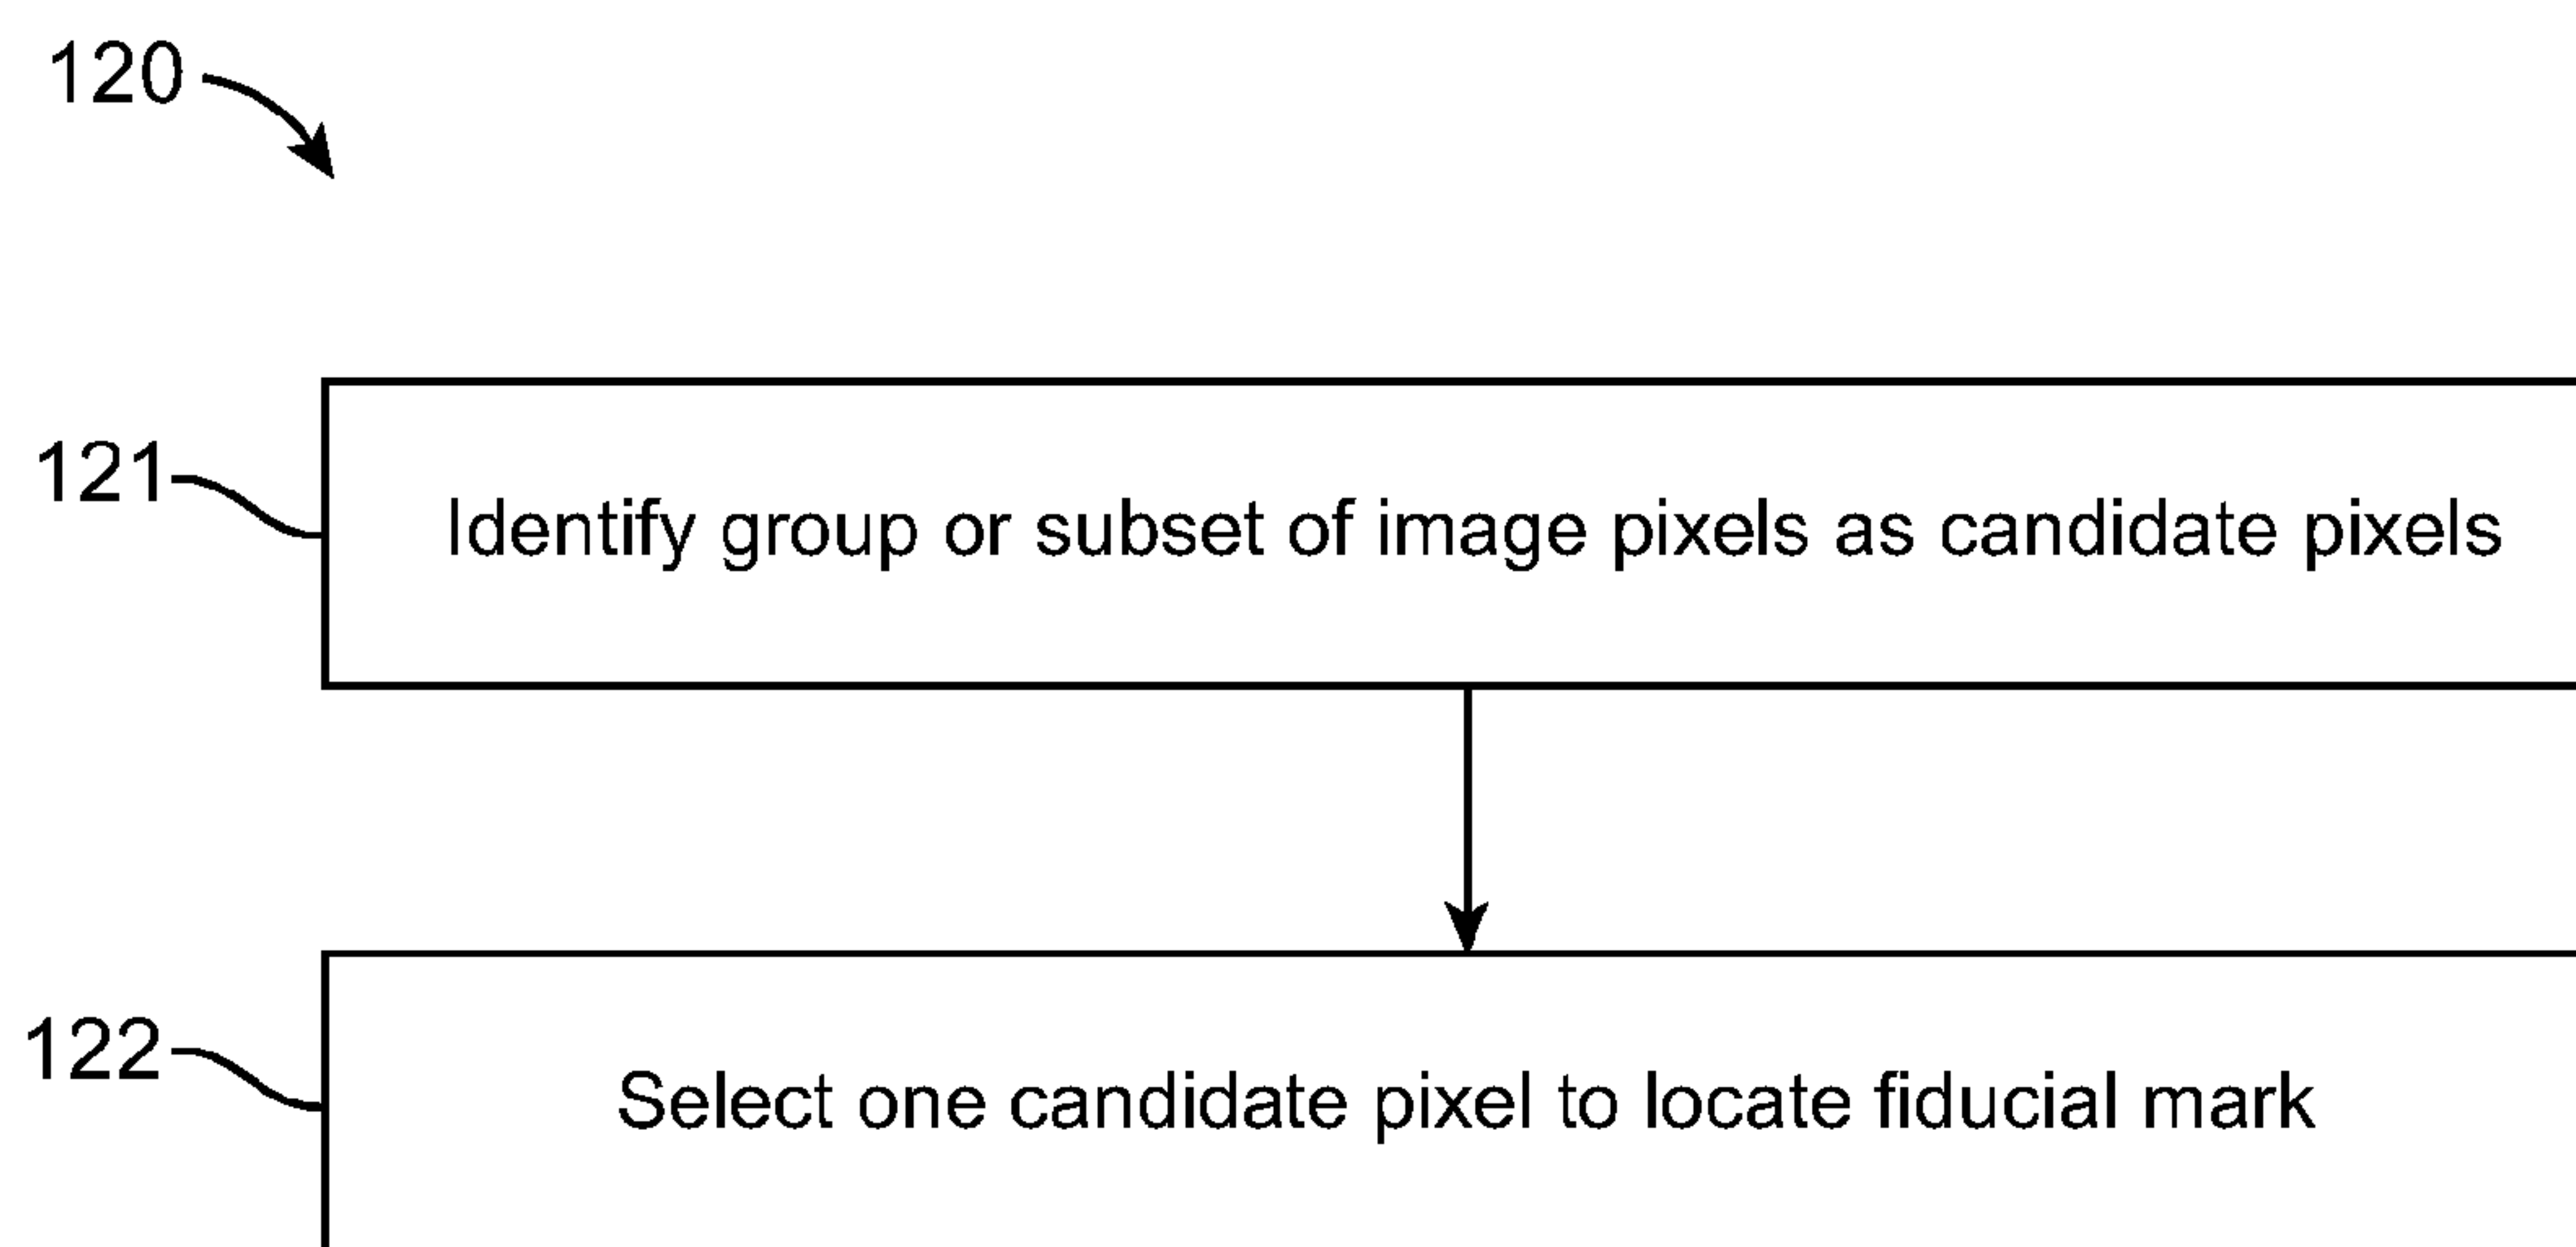 120
121
Identify group or subset of image pixels as candidate pixels
122
Select one candidate pixel to locate fiducial mark